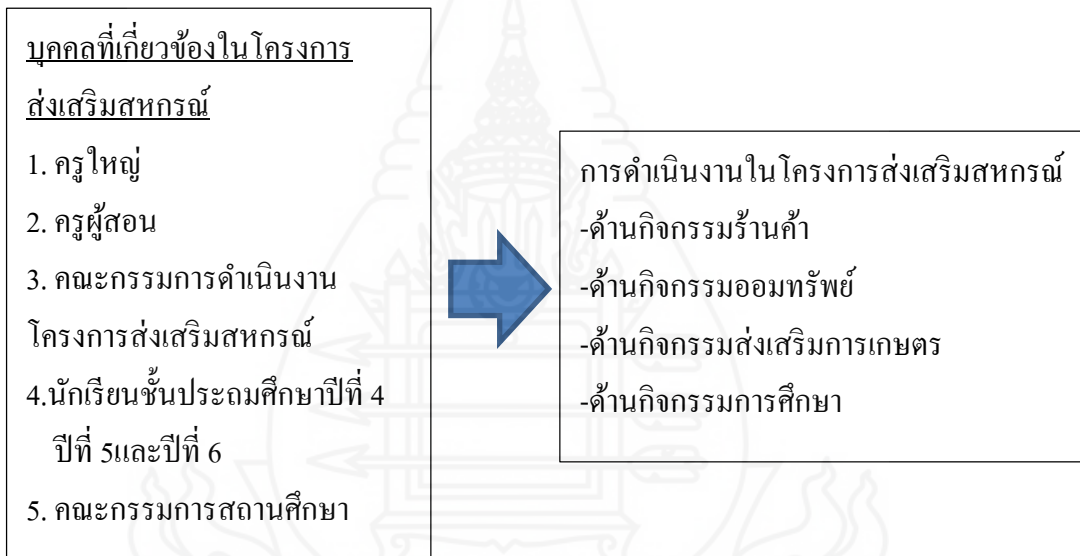 บุคคลที่เกี่ยวข้องในโครงการ
ส่งเสริมสหกรณ์
1. ครูใหญ่
2. ครูผู้สอน
3. คณะกรรมการดำเนินงาน
โครงการส่งเสริมสหกรณ์
4.นักเรียนชั้นประถมศึกษาปีที่ 4
ปีที่ 5และปีที่ 6
5. คณะกรรมการสถานศึกษา
การดำเนินงานในโครงการส่งเสริมสหกรณ์
-ด้านกิจกรรมร้านค้า
-ด้านกิจกรรมออมทรัพย์
-ด้านกิจกรรมส่งเสริมการเกษตร
-ด้านกิจกรรมการศึกษา